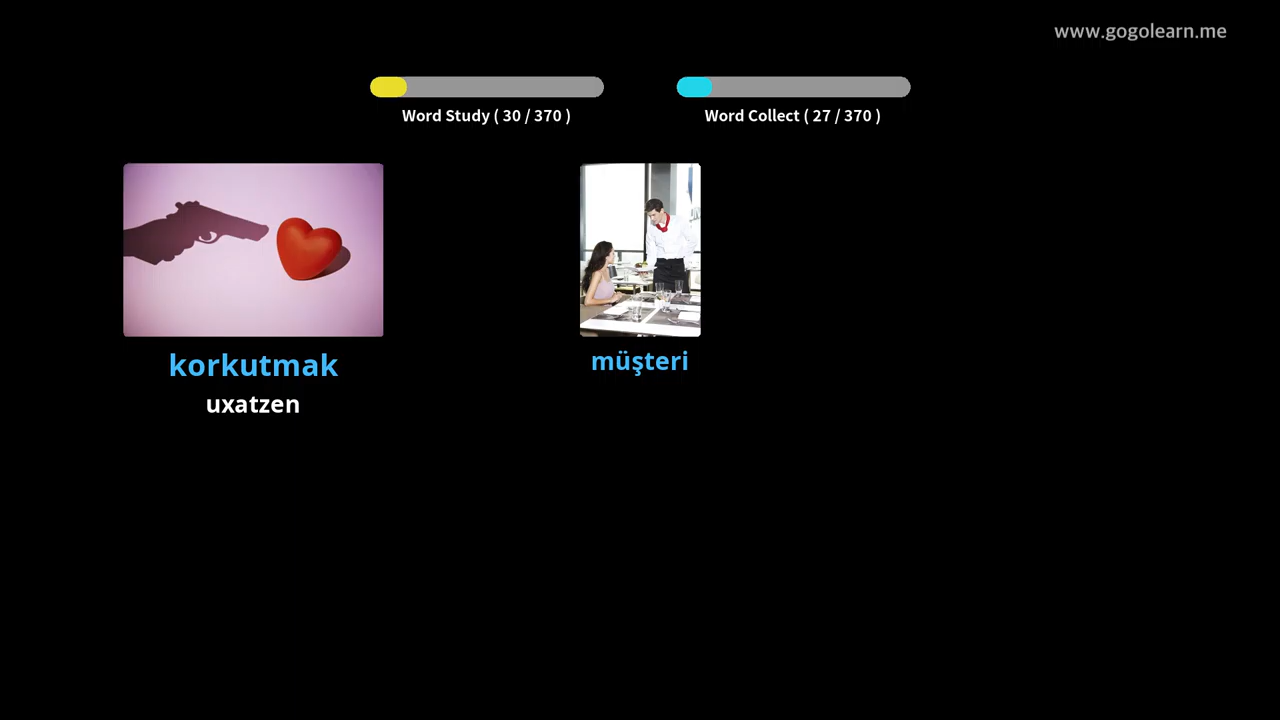 www.gogolearn.me
Word Study ( 30 / 370 )
Word Collect ( 27 / 370 )
korkutmak
uxatzen
müşteri